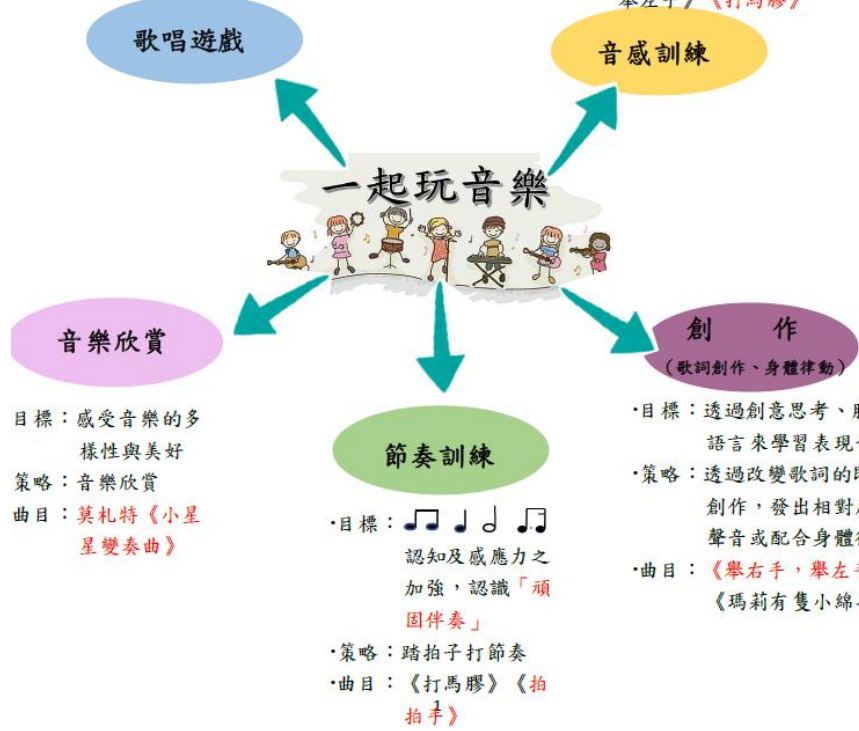 舉左手》《打馬膠》
歌唱遊戲
音感訓練
一起玩音樂
音樂欣賞
目標：感受音樂的多
樣性與美好
策略：音樂欣賞
曲目：莫札特《小星
星變奏曲》
節奏訓練
•目標：
認知及感應力之
加強，認識「頑
固伴奏」
•策略：踏拍子打節奏
•曲目：《打馬膠》《拍
拍手》
1
創 作
（歌詞創作、身體律動）
•目標：透過創意思考、
語言來學習表現
•策略：透過改變歌詞的
創作，發出相對
聲音或配合身體
•曲目：《舉右手，舉左手
《瑪莉有隻小綿